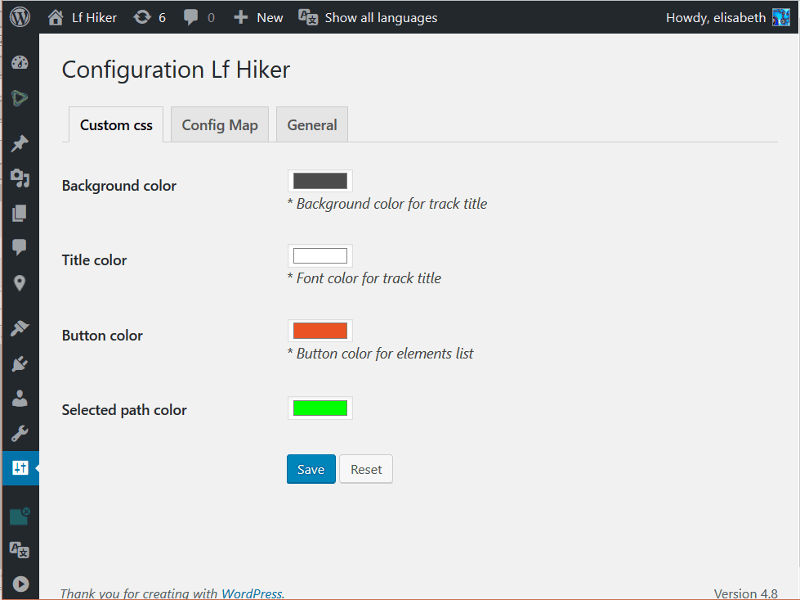 Lf Hiker 6 0 New Show all languages Howdy, elisabeth
Configuration Lf Hiker
Custom css Config Map General
Background color
* Background color for track title
Title color
* Font color for track title
Button color
* Button color for elements list
Selected path color
Save Reset
Thank you for creating with WordPress. Version 4.8